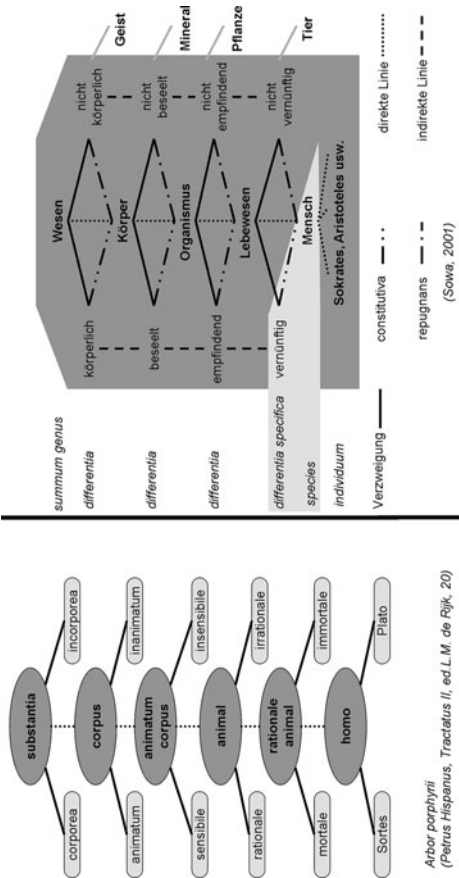 substantia
corporea
incorporea
corpus
animatum
inanimatum
animatum
corpus
sensibile
insensibile
animal
rationale
irrationale
rationale
animal
mortale
immortale
homo
Sortes
Plato
Arbor porphyrii
(Petrus Hispanus, Tractatus II, ed.L.M. de Rijk, 20)
summum genus
Wesen
differentia
körperlich
nicht
körperlich
Geist
Körper
differentia
beseelt
nicht
beseelt
Mineral
Organismus
differentia
empfindend
nicht
empfindend
Pflanze
Lebewesen
differentia specifica
vernünftig
nicht
vernünftig
Tier
species
Mensch
individuum
Sokrates, Aristoteles usw.
Verzweigung
constitutiva
direkte Linie
repugnans
indirekte Linie
(Sowa, 2001)